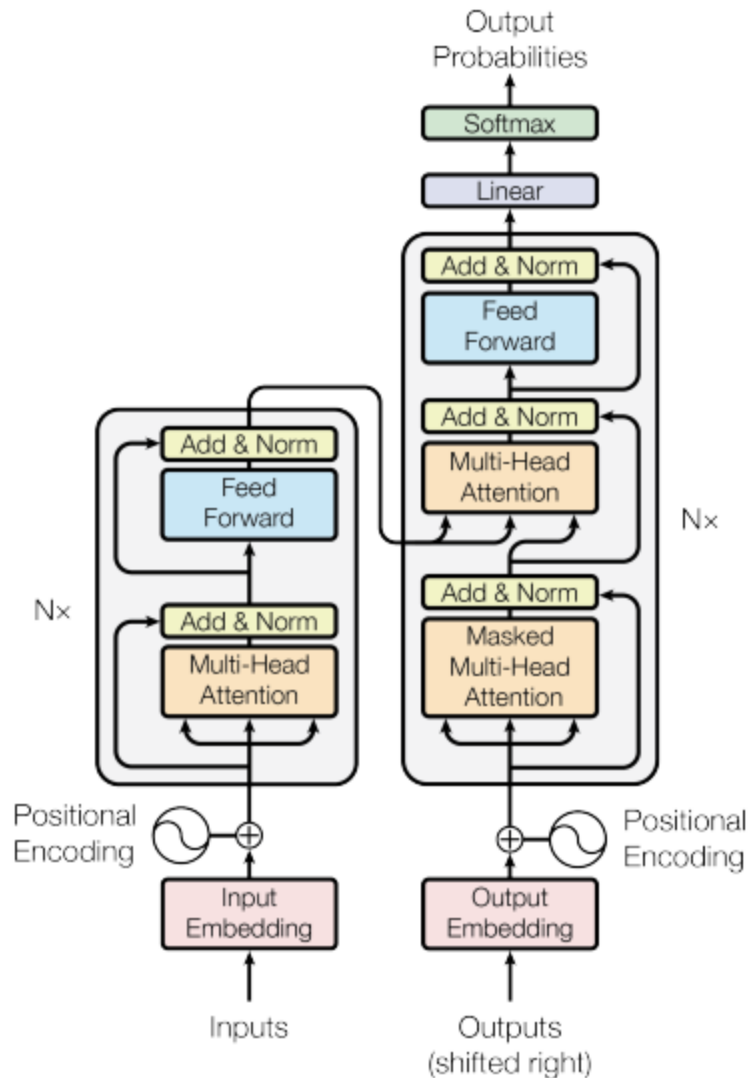 Output
Probabilities
Softmax
Linear
Add & Norm
Feed
Forward
Add & Norm
Multi-Head
Attention
Nx
Add & Norm
Masked
Multi-Head
Attention
Add & Norm
Feed
Forward
Nx
Add & Norm
Multi-Head
Attention
Positional
Encoding
Positional
Encoding
Input
Embedding
Output
Embedding
Inputs
Outputs
(shifted right)